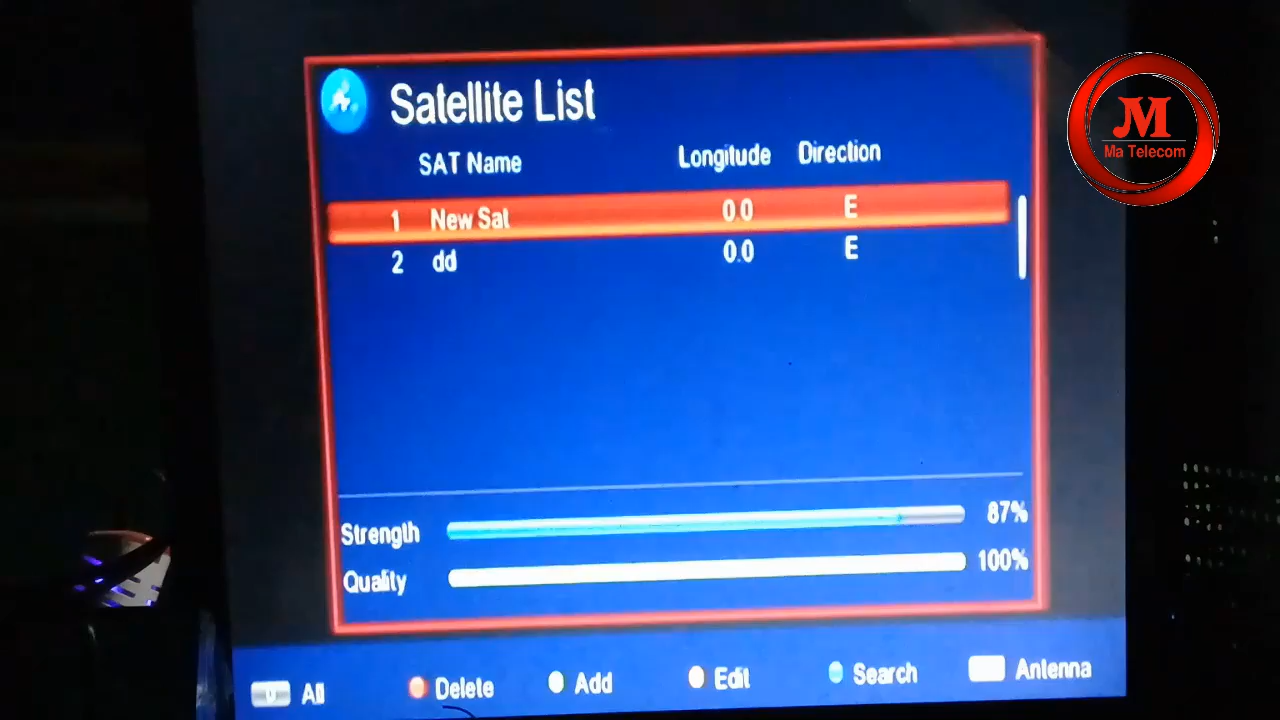 Satellite List
SAT Name Longitude Direction
1 New Sat 0.0 E
2 dd 0.0 E
Strength 87%
Quality 100%
0 All Delete Add Edit Search Antenna
M
Ma Telecom